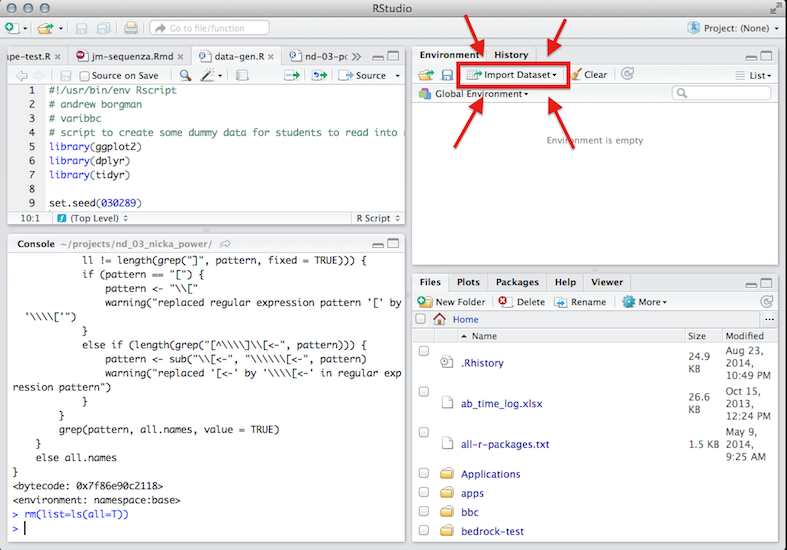 RStudio
Go to file/function
Project: (None)
jm-sequenza.Rmd
data-gen.R
Source on Save
Source
1 #!/usr/bin/env Rscript
2 # andrew borgman
3 # varibbc
4 # script to create some dummy data for students to read into
5 library(ggplot2)
6 library(dplyr)
7 library(tidyr)
8
9 set.seed(030289)
10:1 (Top Level) R Script
Environment History
Import Dataset Clear List
Global Environment
Environment is empty
Console ~/projects/nd_03_nicka_power/
ll != length(grep("]", pattern, fixed = TRUE))) {
if (pattern == "[") {
pattern <- "\\["
warning("replaced regular expression pattern '[' by
'\\\\['")
}
else if (length(grep("[^\\\\]\\[<-", pattern))) {
pattern <- sub("\\[<-", "\\\\\\[<-", pattern)
warning("replaced '[<-' by '\\\\[<-' in regular exp
ression pattern")
}
}
grep(pattern, all.names, value = TRUE)
}
else all.names
}
<bytecode: 0x7f86e90c2118>
<environment: namespace:base>
> rm(list=ls(all=T))
>
Files Plots Packages Help Viewer
New Folder Delete Rename More
Home ...
Name Size Modified
.Rhistory 24.9 KB Aug 23, 2014, 10:49 PM
ab_time_log.xlsx 26.6 KB Oct 15, 2013, 12:24 PM
all-r-packages.txt 1.5 KB May 9, 2014, 9:25 AM
Applications
apps
bbc
bedrock-test